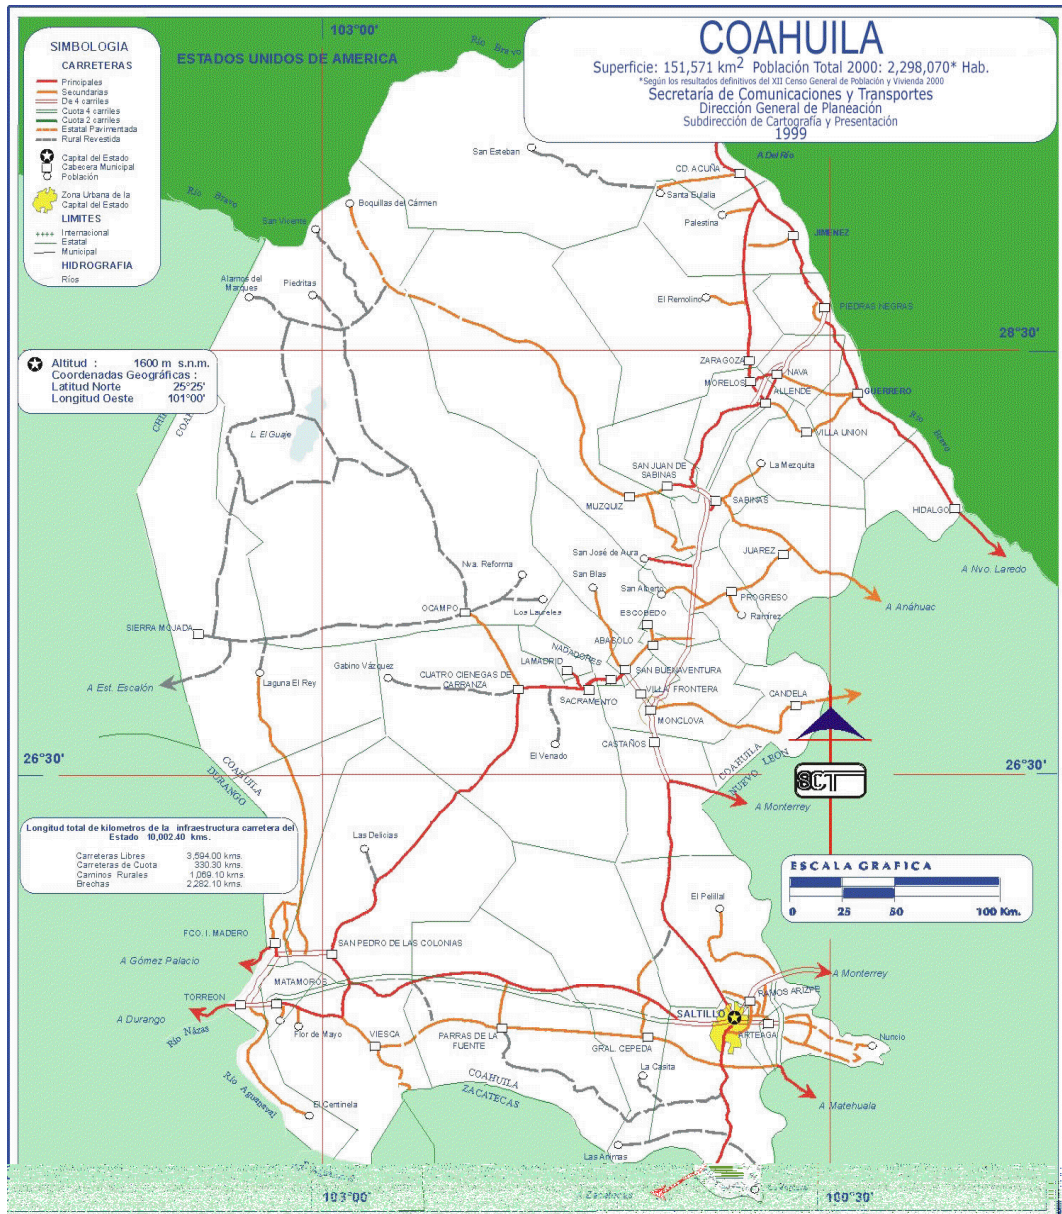 103°00'
COAHUILA
Superficie: 151,571 km2 Población Total 2000: 2,298,070* Hab.
*Según los resultados definitivos del XII Censo General de Población y Vivienda 2000
Secretaría de Comunicaciones y Transportes
Dirección General de Planeación
Subdirección de Cartografía y Presentación
1999
SIMBOLOGIA
CARRETERAS
Principales
Secundarias
De 4 carriles
Cuota 4 carriles
Cuota 2 carriles
Estatal Pavimentada
Rural Revestida
Capital del Estado
Cabecera Municipal
Población
Zona Urbana de la
Capital del Estado
LIMITES
Internacional
Estatal
Municipal
HIDROGRAFIA
Ríos
ESTADOS UNIDOS DE AMERICA
Río Bravo
San Esteban
A Del Río
CD. ACUÑA
Santa Eulalia
Río Bravo
Boquillas del Cármen
San Vicente
Palestina
JIMENEZ
Alamos del
Marques
Piedritas
El Remolino
PIEDRAS NEGRAS
28°30'
Altitud : 1600 m s.n.m.
Coordenadas Geográficas :
Latitud Norte 25°25'
Longitud Oeste 101°00'
ZARAGOZA
NAVA
MORELOS
ALLENDE
GUERRERO
Río Bravo
L. El Guaje
VILLA UNION
SAN JUAN DE
SABINAS
La Mezquita
MUZQUIZ
SABINAS
HIDALGO
San José de Aura
JUAREZ
A Nvo. Laredo
Nva. Reforma
San Blas
San Alberto
PROGRESO
A Anáhuac
OCAMPO
Los Laureles
ESCOBEDO
Ramírez
SIERRA MOJADA
ABASOLO
NADADORES
Gabino Vázquez
LAMADRID
SAN BUENAVENTURA
A Est. Escalón
Laguna El Rey
CUATRO CIENEGAS DE
CARRANZA
SACRAMENTO
VILLA FRONTERA
CANDELA
MONCLOVA
El Venado
CASTAÑOS
26°30'
COAHUILA
DURANGO
COAHUILA
NUEVO LEON
26°30'
SCT
A Monterrey
Longitud total de kilometros de la infraestructura carretera del
Estado 10,002.40 kms.
Carreteras Libres 3,594.00 kms.
Carreteras de Cuota 330.30 kms.
Caminos Rurales 1,069.10 kms.
Brechas 2,282.10 kms.
Las Delicias
ESCALA GRAFICA
0 25 50 100 Km.
El Pelillal
FCO. I. MADERO
SAN PEDRO DE LAS COLONIAS
A Gómez Palacio
A Monterrey
MATAMOROS
RAMOS ARIZPE
TORREON
SALTILLO
A Durango
Río Nazas
Flor de Mayo
VIESCA
PARRAS DE LA
FUENTE
GRAL. CEPEDA
ARTEAGA
Nuncio
COAHUILA
ZACATECAS
La Casita
Río Aguanaval
El Centinela
A Matehuala
Las Animas
A Zacatecas
103°00'
100°30'